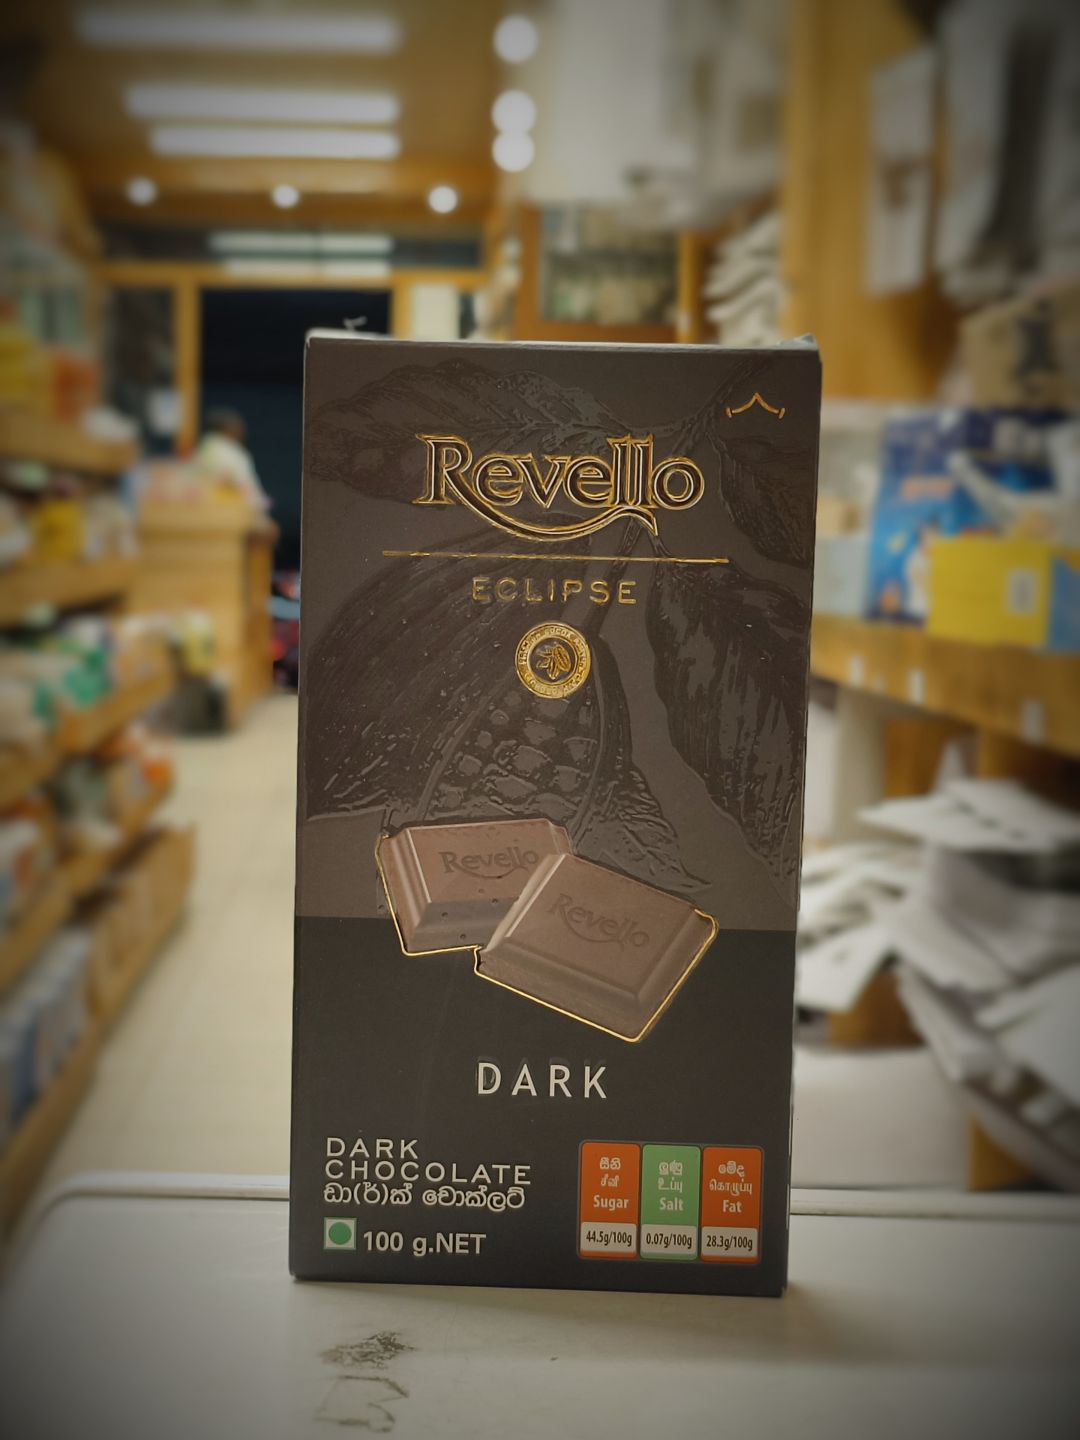 Revello
ECLIPSE
Revello
Revello
DARK
DARK
CHOCOLATE
ඩා(ර්)ක් චොක්ලට්
100 g.NET
සීනි
சீனி
Sugar
44.5g/100g
ලුණු
உப்பு
Salt
0.07g/100g
මේද
கொழுப்பு
Fat
28.3g/100g